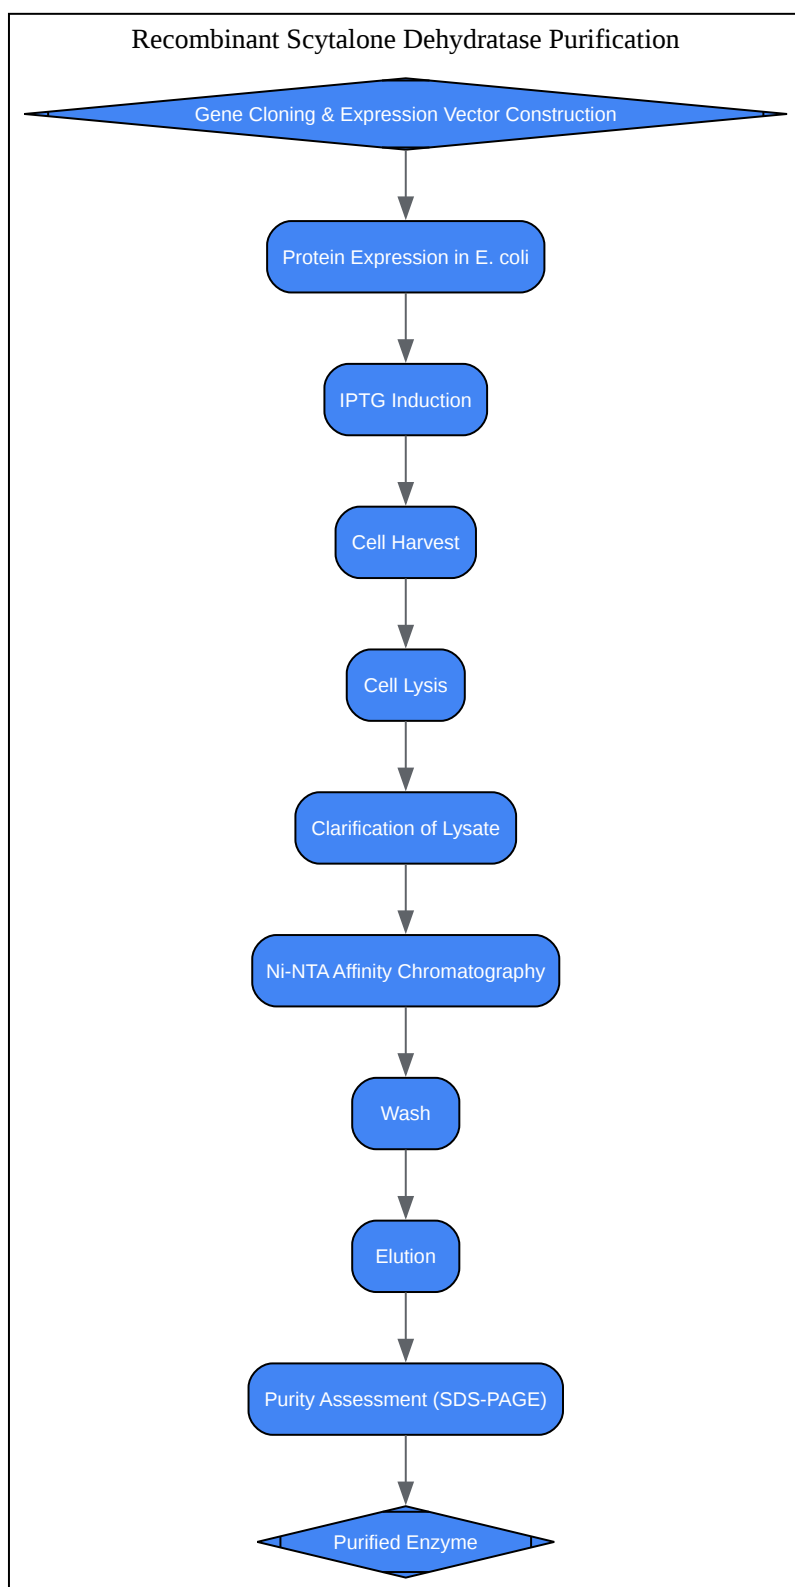 Recombinant Scytalone Dehydratase Purification
Gene Cloning & Expression Vector Construction
Protein Expression in E. coli
IPTG Induction
Cell Harvest
Cell Lysis
Clarification of Lysate
Ni-NTA Affinity Chromatography
Wash
Elution
Purity Assessment (SDS-PAGE)
Purified Enzyme